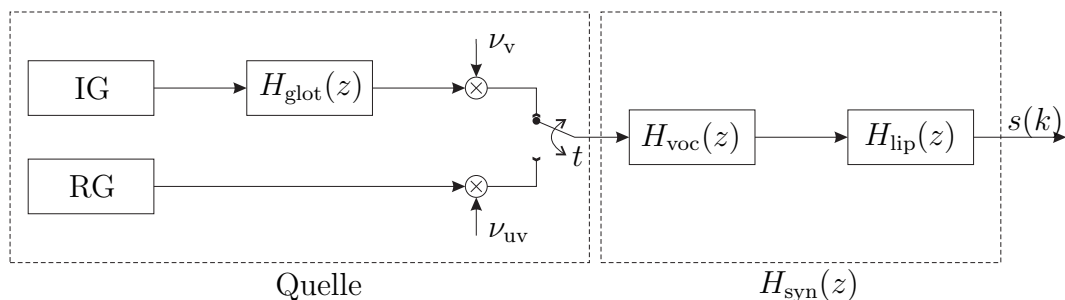 ν_v
IG
H_glot(z)
t
H_voc(z)
H_lip(z)
s(k)
RG
ν_uv
Quelle
H_syn(z)